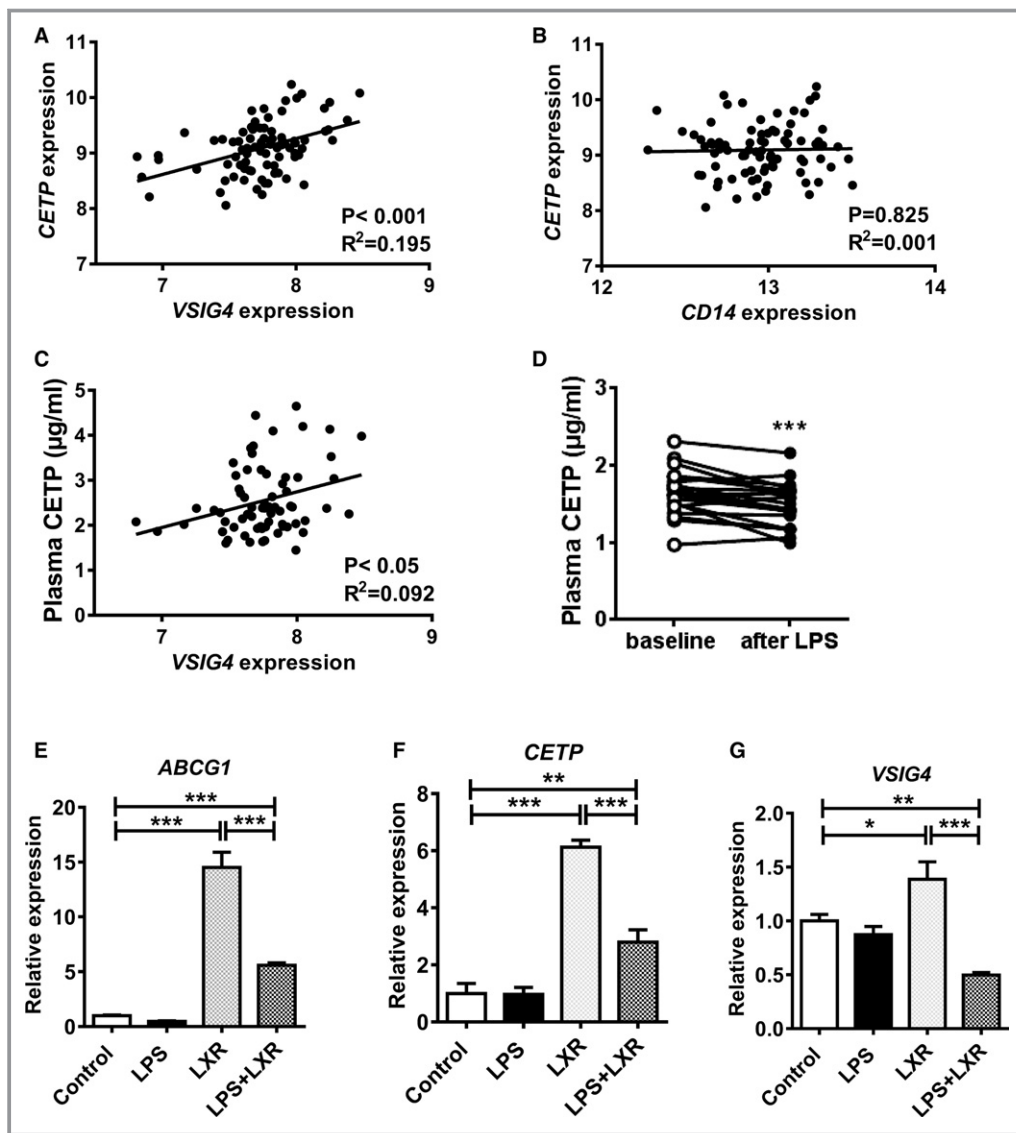 A
CETP expression
11
10
9
8
7
P< 0.001
R²=0.195
7 8 9
VSIG4 expression
B
CETP expression
11
10
9
8
7
P=0.825
R²=0.001
12 13 14
CD14 expression
C
Plasma CETP (µg/ml)
5
4
3
2
1
0
P< 0.05
R²=0.092
7 8 9
VSIG4 expression
D
Plasma CETP (µg/ml)
3
2
1
0
***
baseline after LPS
E
ABCG1
Relative expression
20
15
10
5
0
***
*** ***
Control LPS LXR LPS+LXR
F
CETP
Relative expression
8
6
4
2
0
**
*** ***
Control LPS LXR LPS+LXR
G
VSIG4
Relative expression
2.0
1.5
1.0
0.5
0.0
**
* ***
Control LPS LXR LPS+LXR